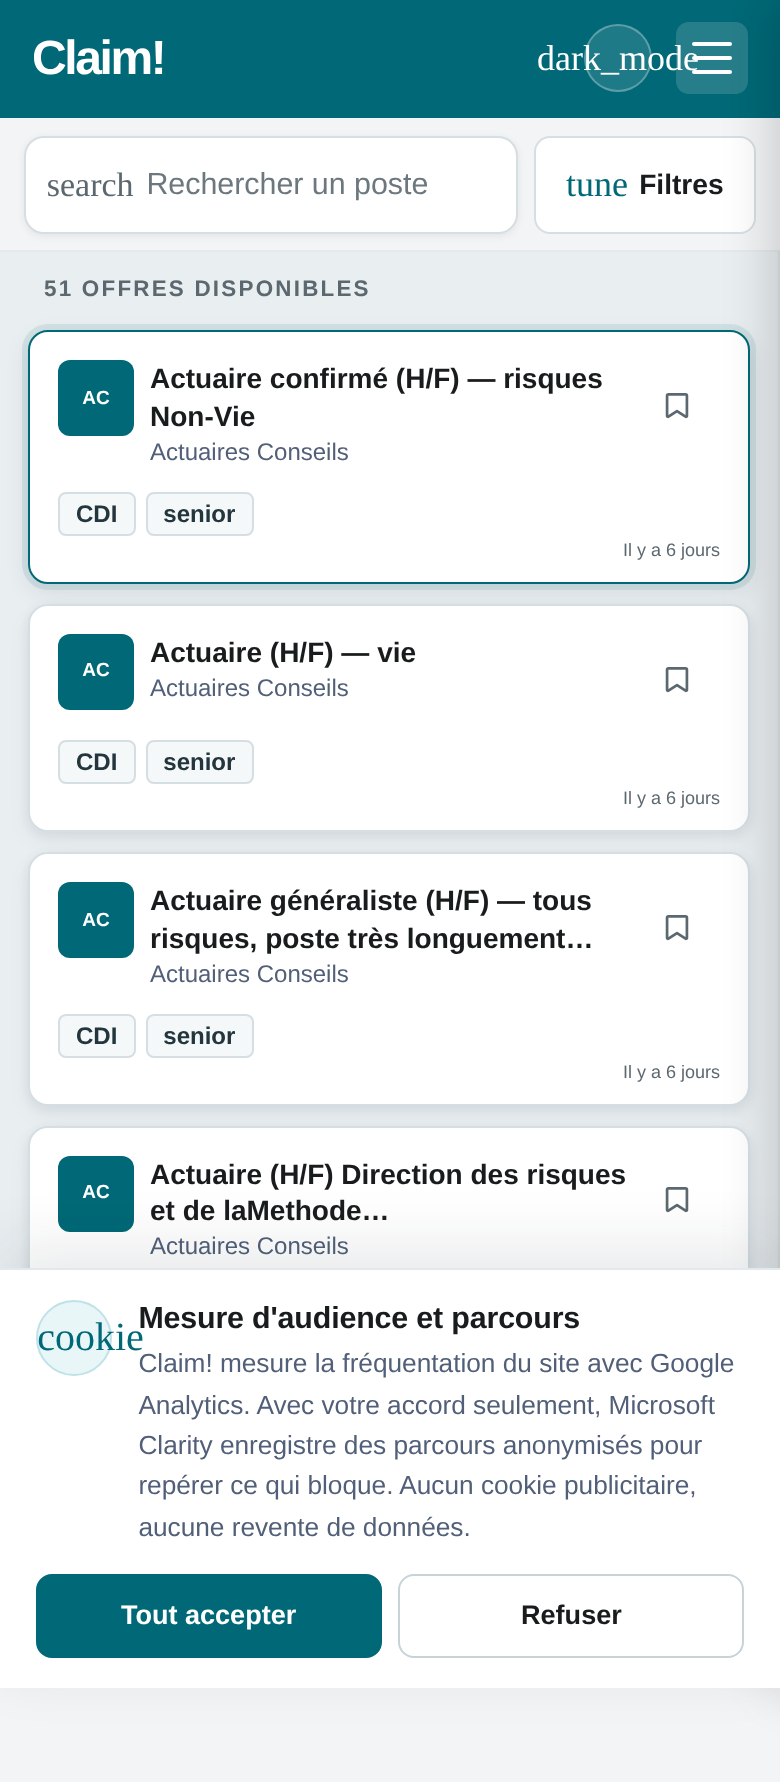 Claim!
dark_mode
search Rechercher un poste
tune Filtres
51 OFFRES DISPONIBLES
AC
Actuaire confirmé (H/F) — risques
Non-Vie
Actuaires Conseils
CDI senior
Il y a 6 jours
AC
Actuaire (H/F) — vie
Actuaires Conseils
CDI senior
Il y a 6 jours
AC
Actuaire généraliste (H/F) — tous
risques, poste très longuement…
Actuaires Conseils
CDI senior
Il y a 6 jours
AC
Actuaire (H/F) Direction des risques
et de laMethode…
Actuaires Conseils
cookie
Mesure d'audience et parcours
Claim! mesure la fréquentation du site avec Google
Analytics. Avec votre accord seulement, Microsoft
Clarity enregistre des parcours anonymisés pour
repérer ce qui bloque. Aucun cookie publicitaire,
aucune revente de données.
Tout accepter
Refuser